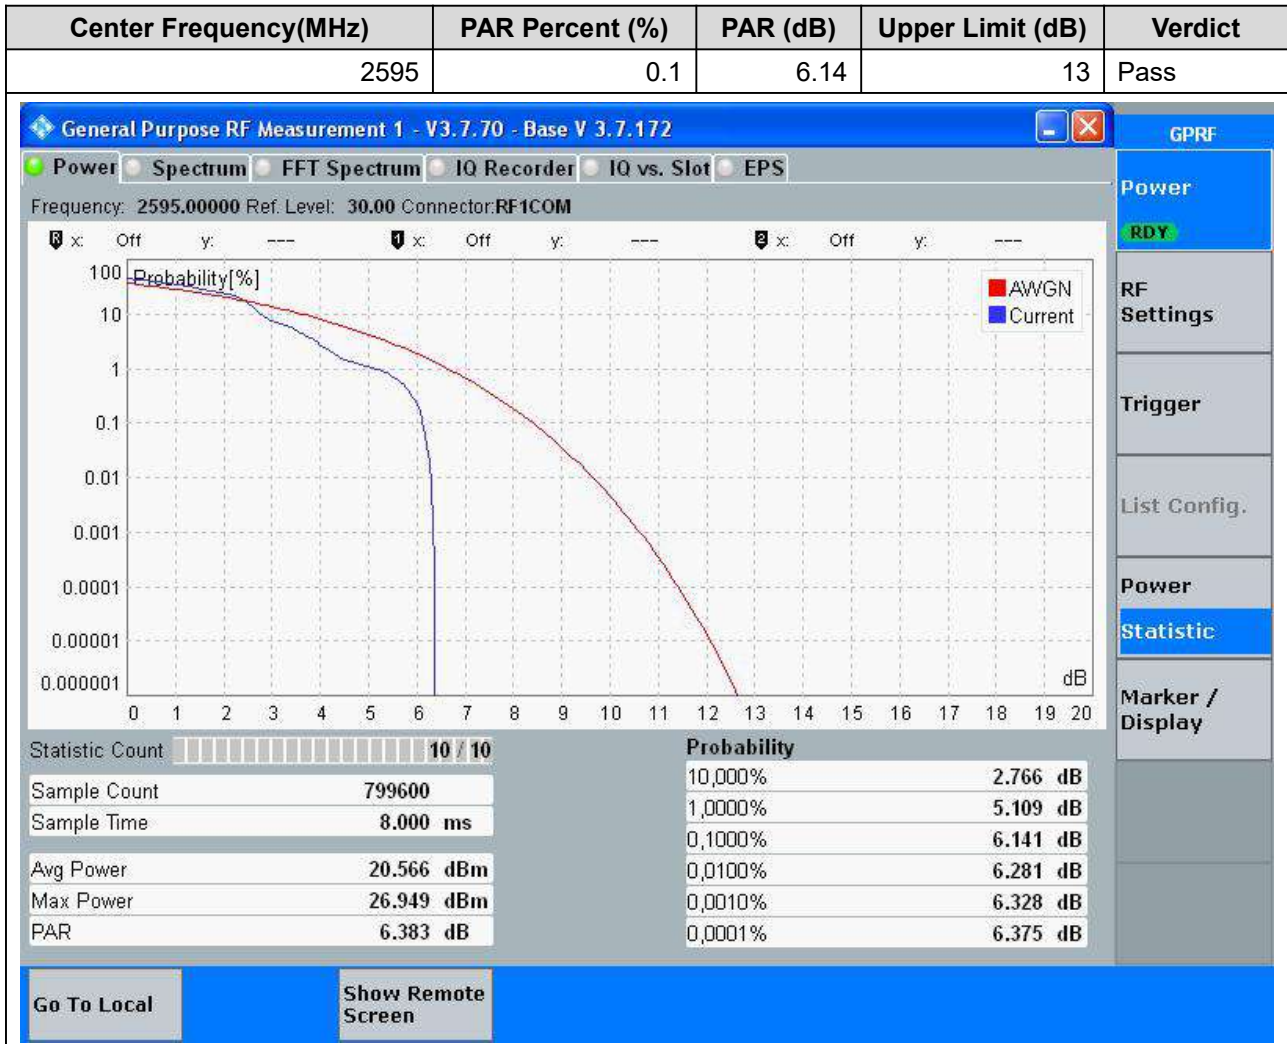 Center Frequency(MHz) PAR Percent (%) PAR (dB) Upper Limit (dB) Verdict
2595 0.1 6.14 13 Pass
General Purpose RF Measurement 1 - V3.7.70 - Base V 3.7.172
GPRF
Power Spectrum FFT Spectrum IQ Recorder IQ vs. Slot EPS
Frequency: 2595.00000 Ref. Level: 30.00 Connector:RF1COM
R x: Off y: --- 1 x: Off y: --- 2 x: Off y: ---
Probability[%]
AWGN
Current
100
10
1
0.1
0.01
0.001
0.0001
0.00001
0.000001
dB
0 1 2 3 4 5 6 7 8 9 10 11 12 13 14 15 16 17 18 19 20
Statistic Count 10 / 10
Sample Count 799600
Sample Time 8.000 ms
Avg Power 20.566 dBm
Max Power 26.949 dBm
PAR 6.383 dB
Probability
10,000% 2.766 dB
1,0000% 5.109 dB
0,1000% 6.141 dB
0,0100% 6.281 dB
0,0010% 6.328 dB
0,0001% 6.375 dB
Power
RDY
RF
Settings
Trigger
List Config.
Power
Statistic
Marker /
Display
Go To Local
Show Remote
Screen